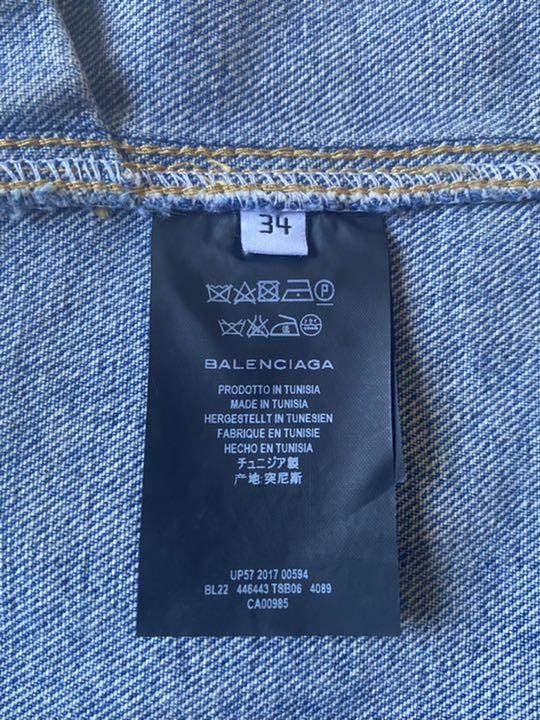 34
BALENCIAGA
PRODOTTO IN TUNISIA
MADE IN TUNISIA
HERGESTELLT IN TUNESIEN
FABRIQUE EN TUNISIE
HECHO EN TUNISIA
チュニジア製
产地:突尼斯
UP57 2017 00594
BL22 446443 TSB06 4089
CA00985